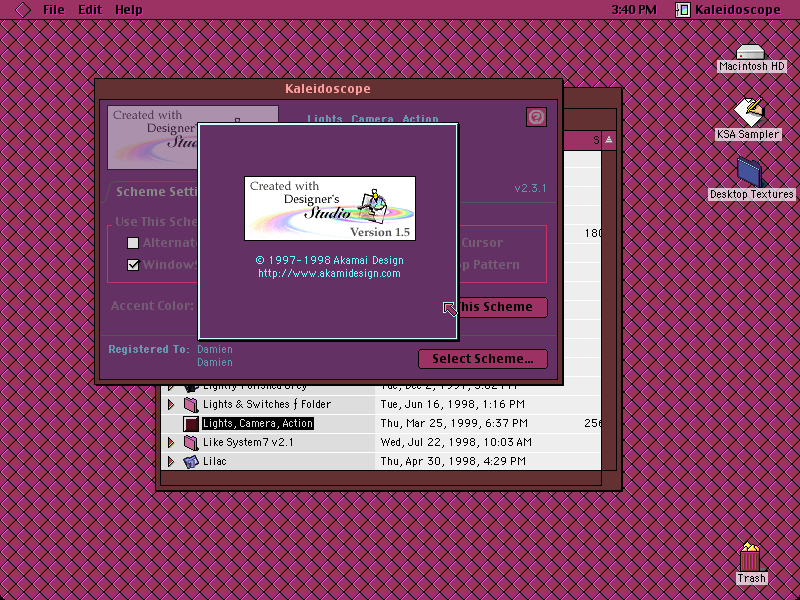 File Edit Help 3:40 PM Kaleidoscope
Macintosh HD
KSA Sampler
Desktop Textures
Kaleidoscope
Created with
Designer's
Lights, Camera, Action
S
Scheme Setti
v2.3.1
Created with
Designer's
Studio
Version 1.5
Use This Sche
Alternat
Cursor
180
Windows
p Pattern
© 1997-1998 Akamai Design
http://www.akamidesign.com
Accent Color:
his Scheme
Registered To: Damien
Damien
Select Scheme...
Lightly Polished Grey Tue, Dec 2, 1997, 3:02 PM
Lights & Switches ƒ Folder Tue, Jun 16, 1998, 1:16 PM
Lights, Camera, Action Thu, Mar 25, 1999, 6:37 PM 256
Like System7 v2.1 Wed, Jul 22, 1998, 10:03 AM
Lilac Thu, Apr 30, 1998, 4:29 PM
Trash